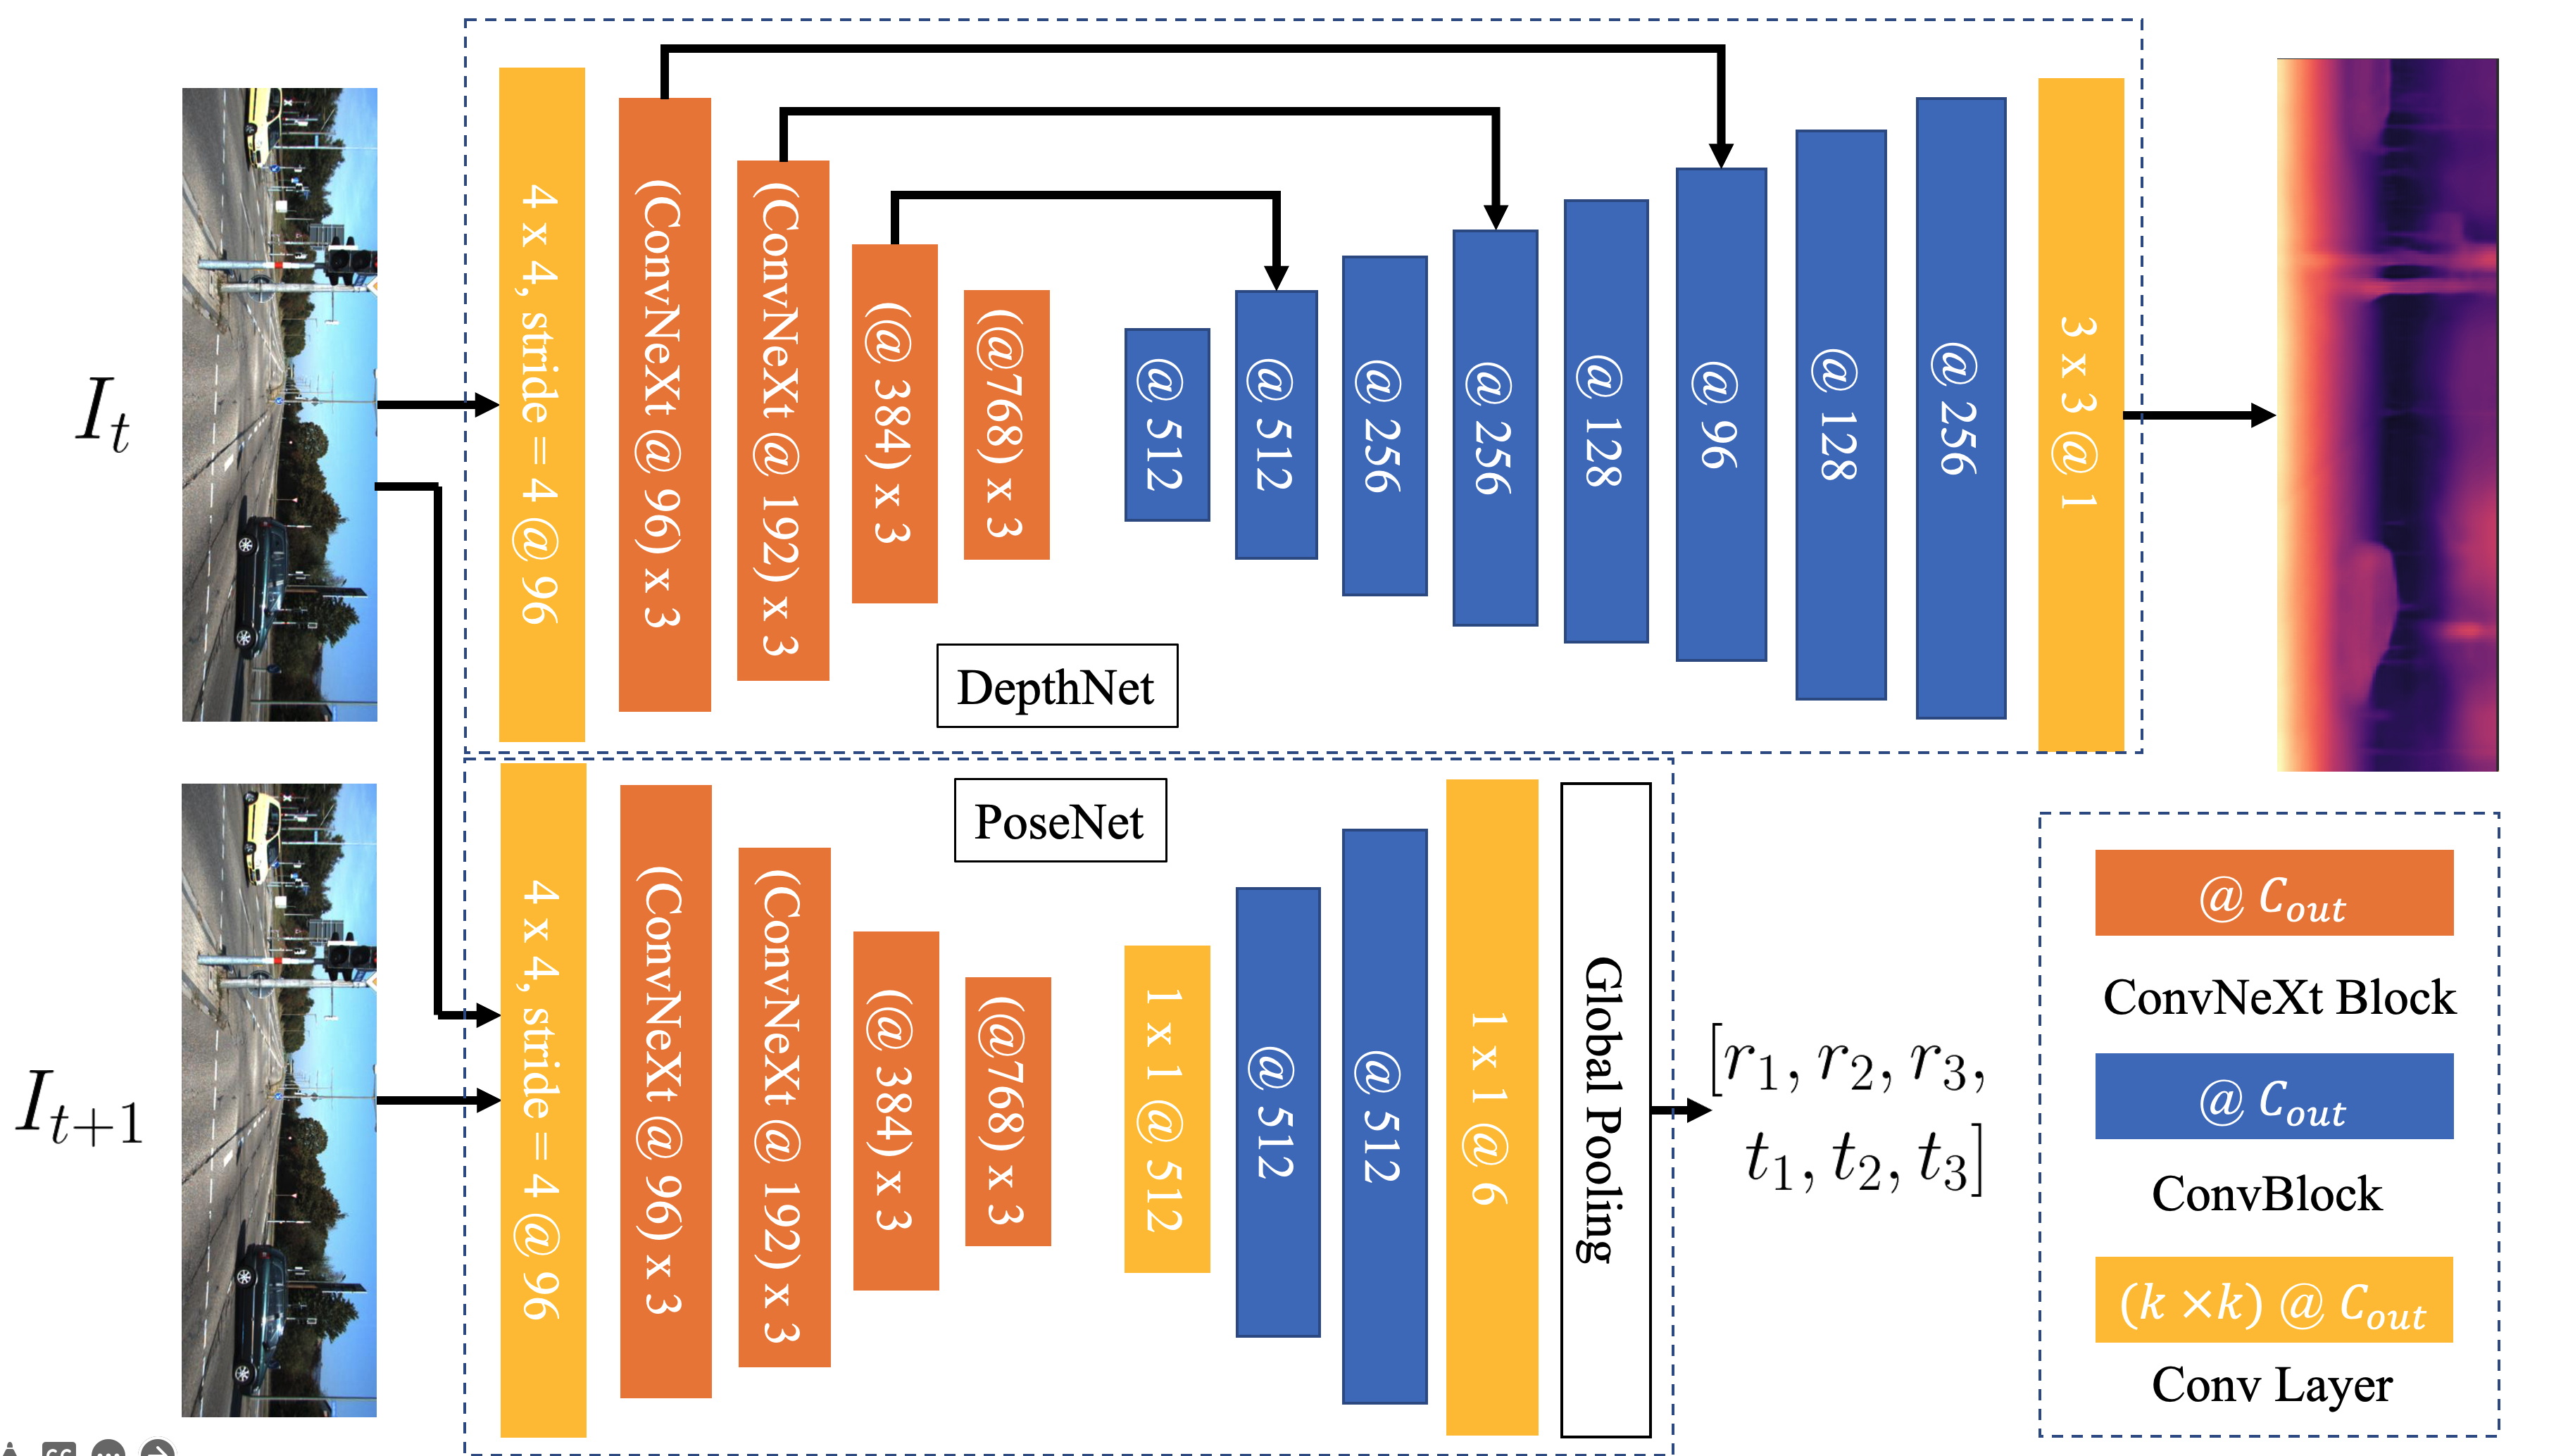 I_t
4 x 4, stride = 4 @ 96
(ConvNeXt @ 96) x 3
(ConvNeXt @ 192) x 3
(@ 384) x 3
(@768) x 3
@ 512
@ 512
@ 256
@ 256
@ 128
@ 96
@ 128
@ 256
3 x 3 @ 1
DepthNet
I_{t+1}
4 x 4, stride = 4 @ 96
(ConvNeXt @ 96) x 3
(ConvNeXt @ 192) x 3
(@ 384) x 3
(@768) x 3
PoseNet
1 x 1 @ 512
@ 512
@ 512
1 x 1 @ 6
Global Pooling
[r_1, r_2, r_3,
t_1, t_2, t_3]
@ C_{out}
ConvNeXt Block
@ C_{out}
ConvBlock
(k ×k) @ C_{out}
Conv Layer